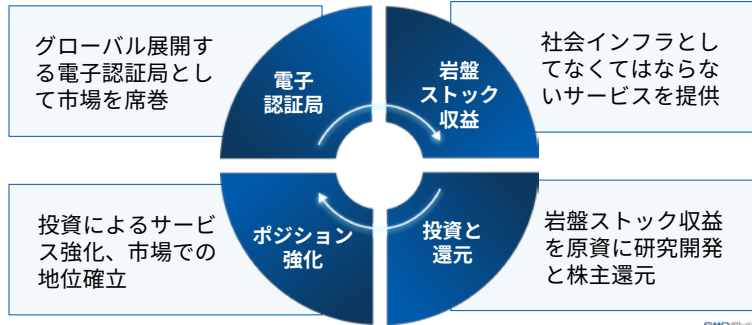 グローバル展開す
る電子認証局とし
て市場を席巻
電子
認証局
岩盤
ストック
収益
社会インフラとし
てなくてはならな
いサービスを提供
投資によるサービ
ス強化、市場での
地位確立
ポジション
強化
投資と
還元
岩盤ストック収益
を原資に研究開発
と株主還元